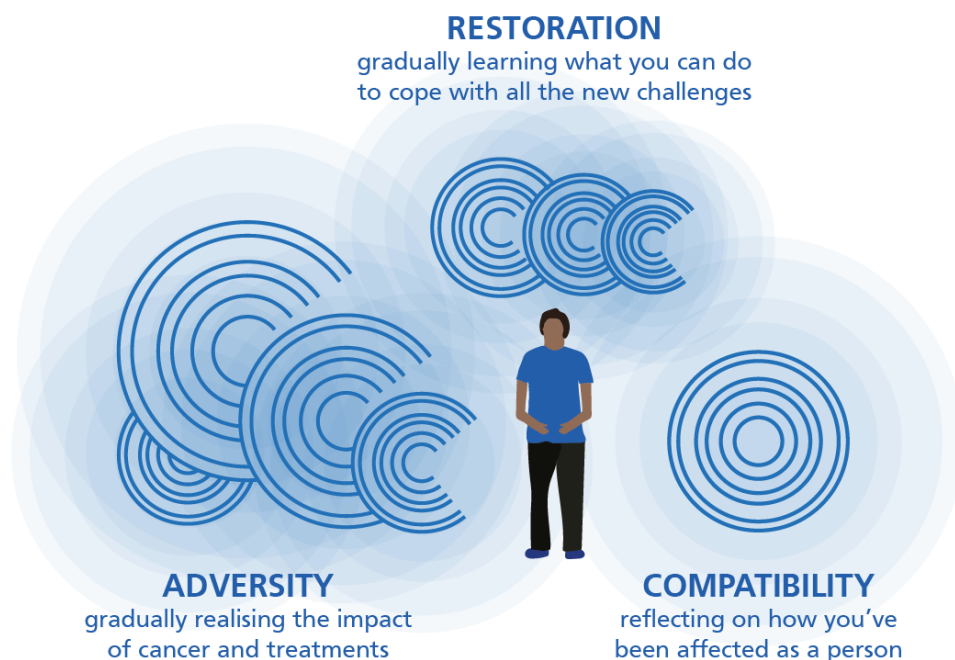 RESTORATION
gradually learning what you can do
to cope with all the new challenges
ADVERSITY
gradually realising the impact
of cancer and treatments
COMPATIBILITY
reflecting on how you’ve
been affected as a person